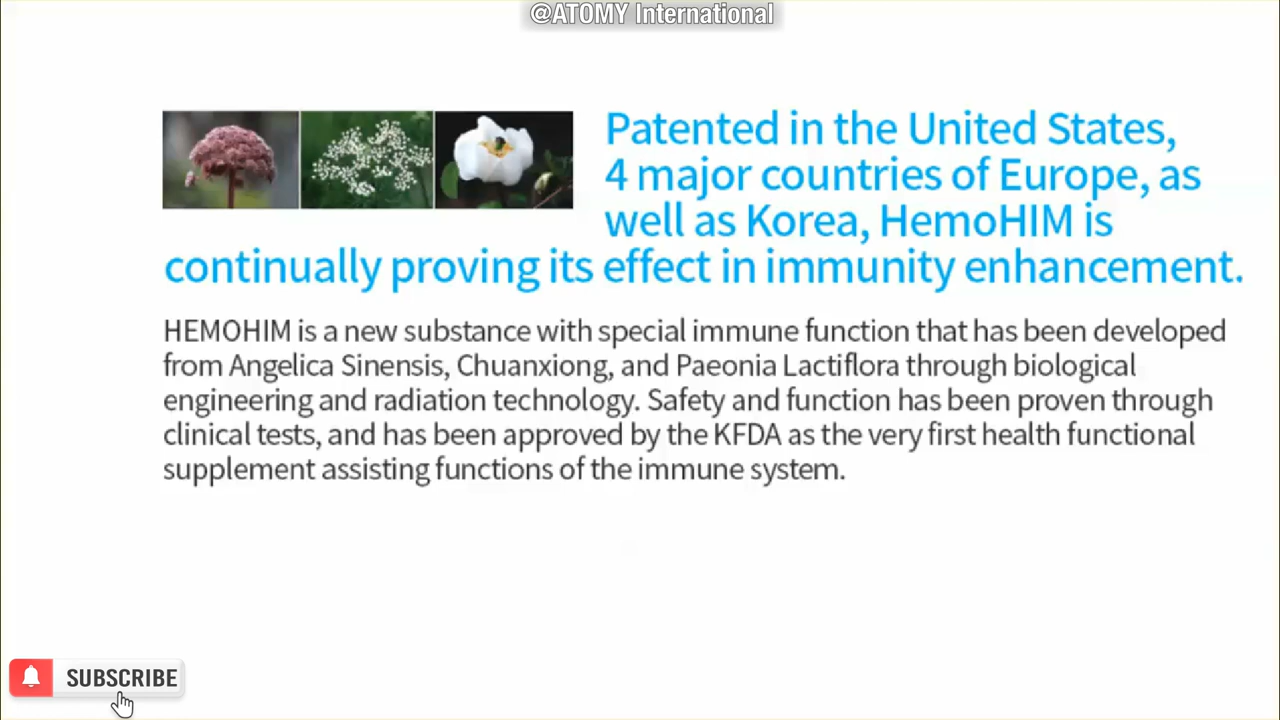 @ATOMY International
Patented in the United States,
4 major countries of Europe, as
well as Korea, HemoHIM is
continually proving its effect in immunity enhancement.
HEMOHIM is a new substance with special immune function that has been developed
from Angelica Sinensis, Chuanxiong, and Paeonia Lactiflora through biological
engineering and radiation technology. Safety and function has been proven through
clinical tests, and has been approved by the KFDA as the very first health functional
supplement assisting functions of the immune system.
SUBSCRIBE